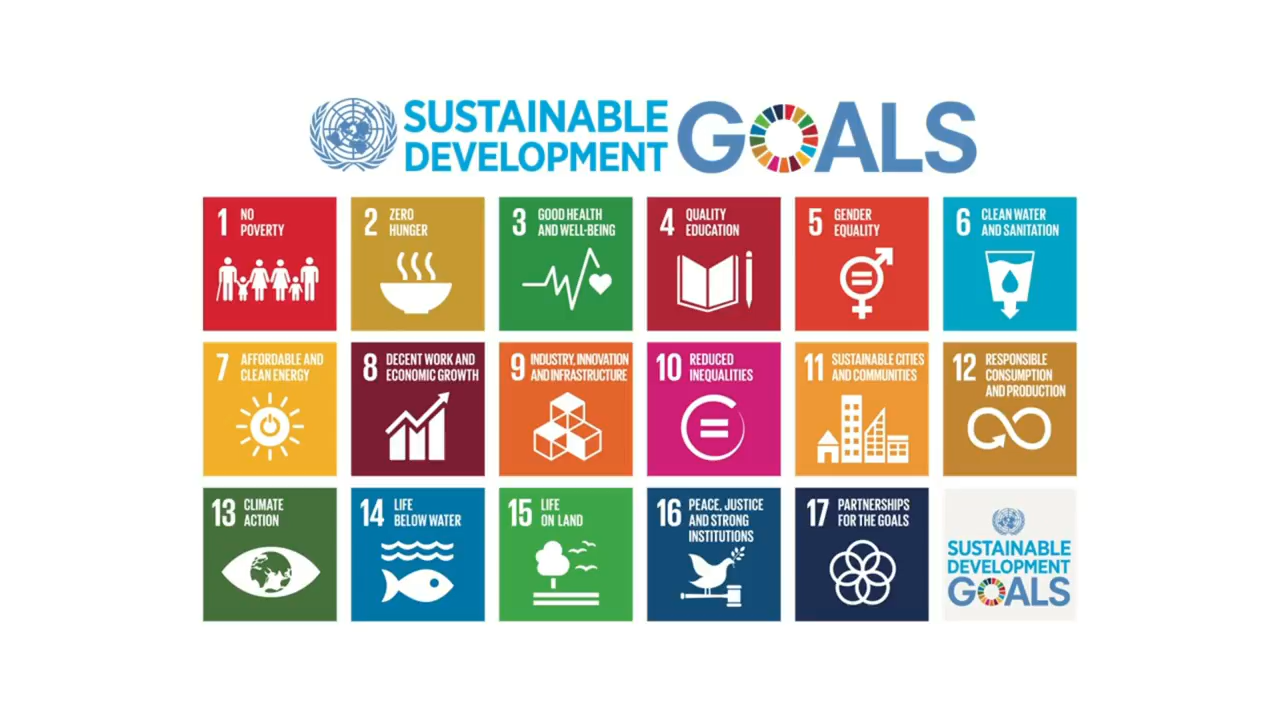 SUSTAINABLE
DEVELOPMENT
GOALS
1 NO
POVERTY
2 ZERO
HUNGER
3 GOOD HEALTH
AND WELL-BEING
4 QUALITY
EDUCATION
5 GENDER
EQUALITY
6 CLEAN WATER
AND SANITATION
7 AFFORDABLE AND
CLEAN ENERGY
8 DECENT WORK AND
ECONOMIC GROWTH
9 INDUSTRY, INNOVATION
AND INFRASTRUCTURE
10 REDUCED
INEQUALITIES
11 SUSTAINABLE CITIES
AND COMMUNITIES
12 RESPONSIBLE
CONSUMPTION
AND PRODUCTION
13 CLIMATE
ACTION
14 LIFE
BELOW WATER
15 LIFE
ON LAND
16 PEACE, JUSTICE
AND STRONG
INSTITUTIONS
17 PARTNERSHIPS
FOR THE GOALS
SUSTAINABLE
DEVELOPMENT
GOALS